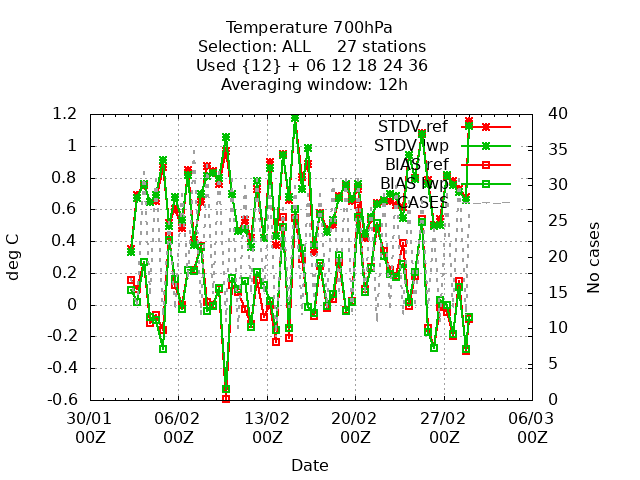 Temperature 700hPa
Selection: ALL 27 stations
Used {12} + 06 12 18 24 36
Averaging window: 12h
1.2
1
0.8
0.6
0.4
0.2
0
-0.2
-0.4
-0.6
deg C
STDV ref
STDV lwp
BIAS ref
BIAS lwp
CASES
40
35
30
25
20
15
10
5
0
No cases
30/01 06/02 13/02 20/02 27/02 06/03
00Z 00Z 00Z 00Z 00Z 00Z
Date